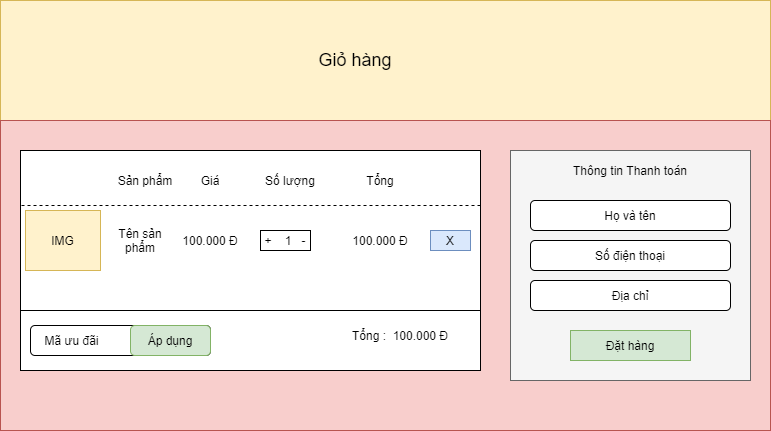 Giỏ hàng
Sản phẩm Giá Số lượng Tổng
IMG
Tên sản
phẩm
100.000 Đ
+ 1 -
100.000 Đ
X
Mã ưu đãi
Áp dụng
Tổng : 100.000 Đ
Thông tin Thanh toán
Họ và tên
Số điện thoại
Địa chỉ
Đặt hàng